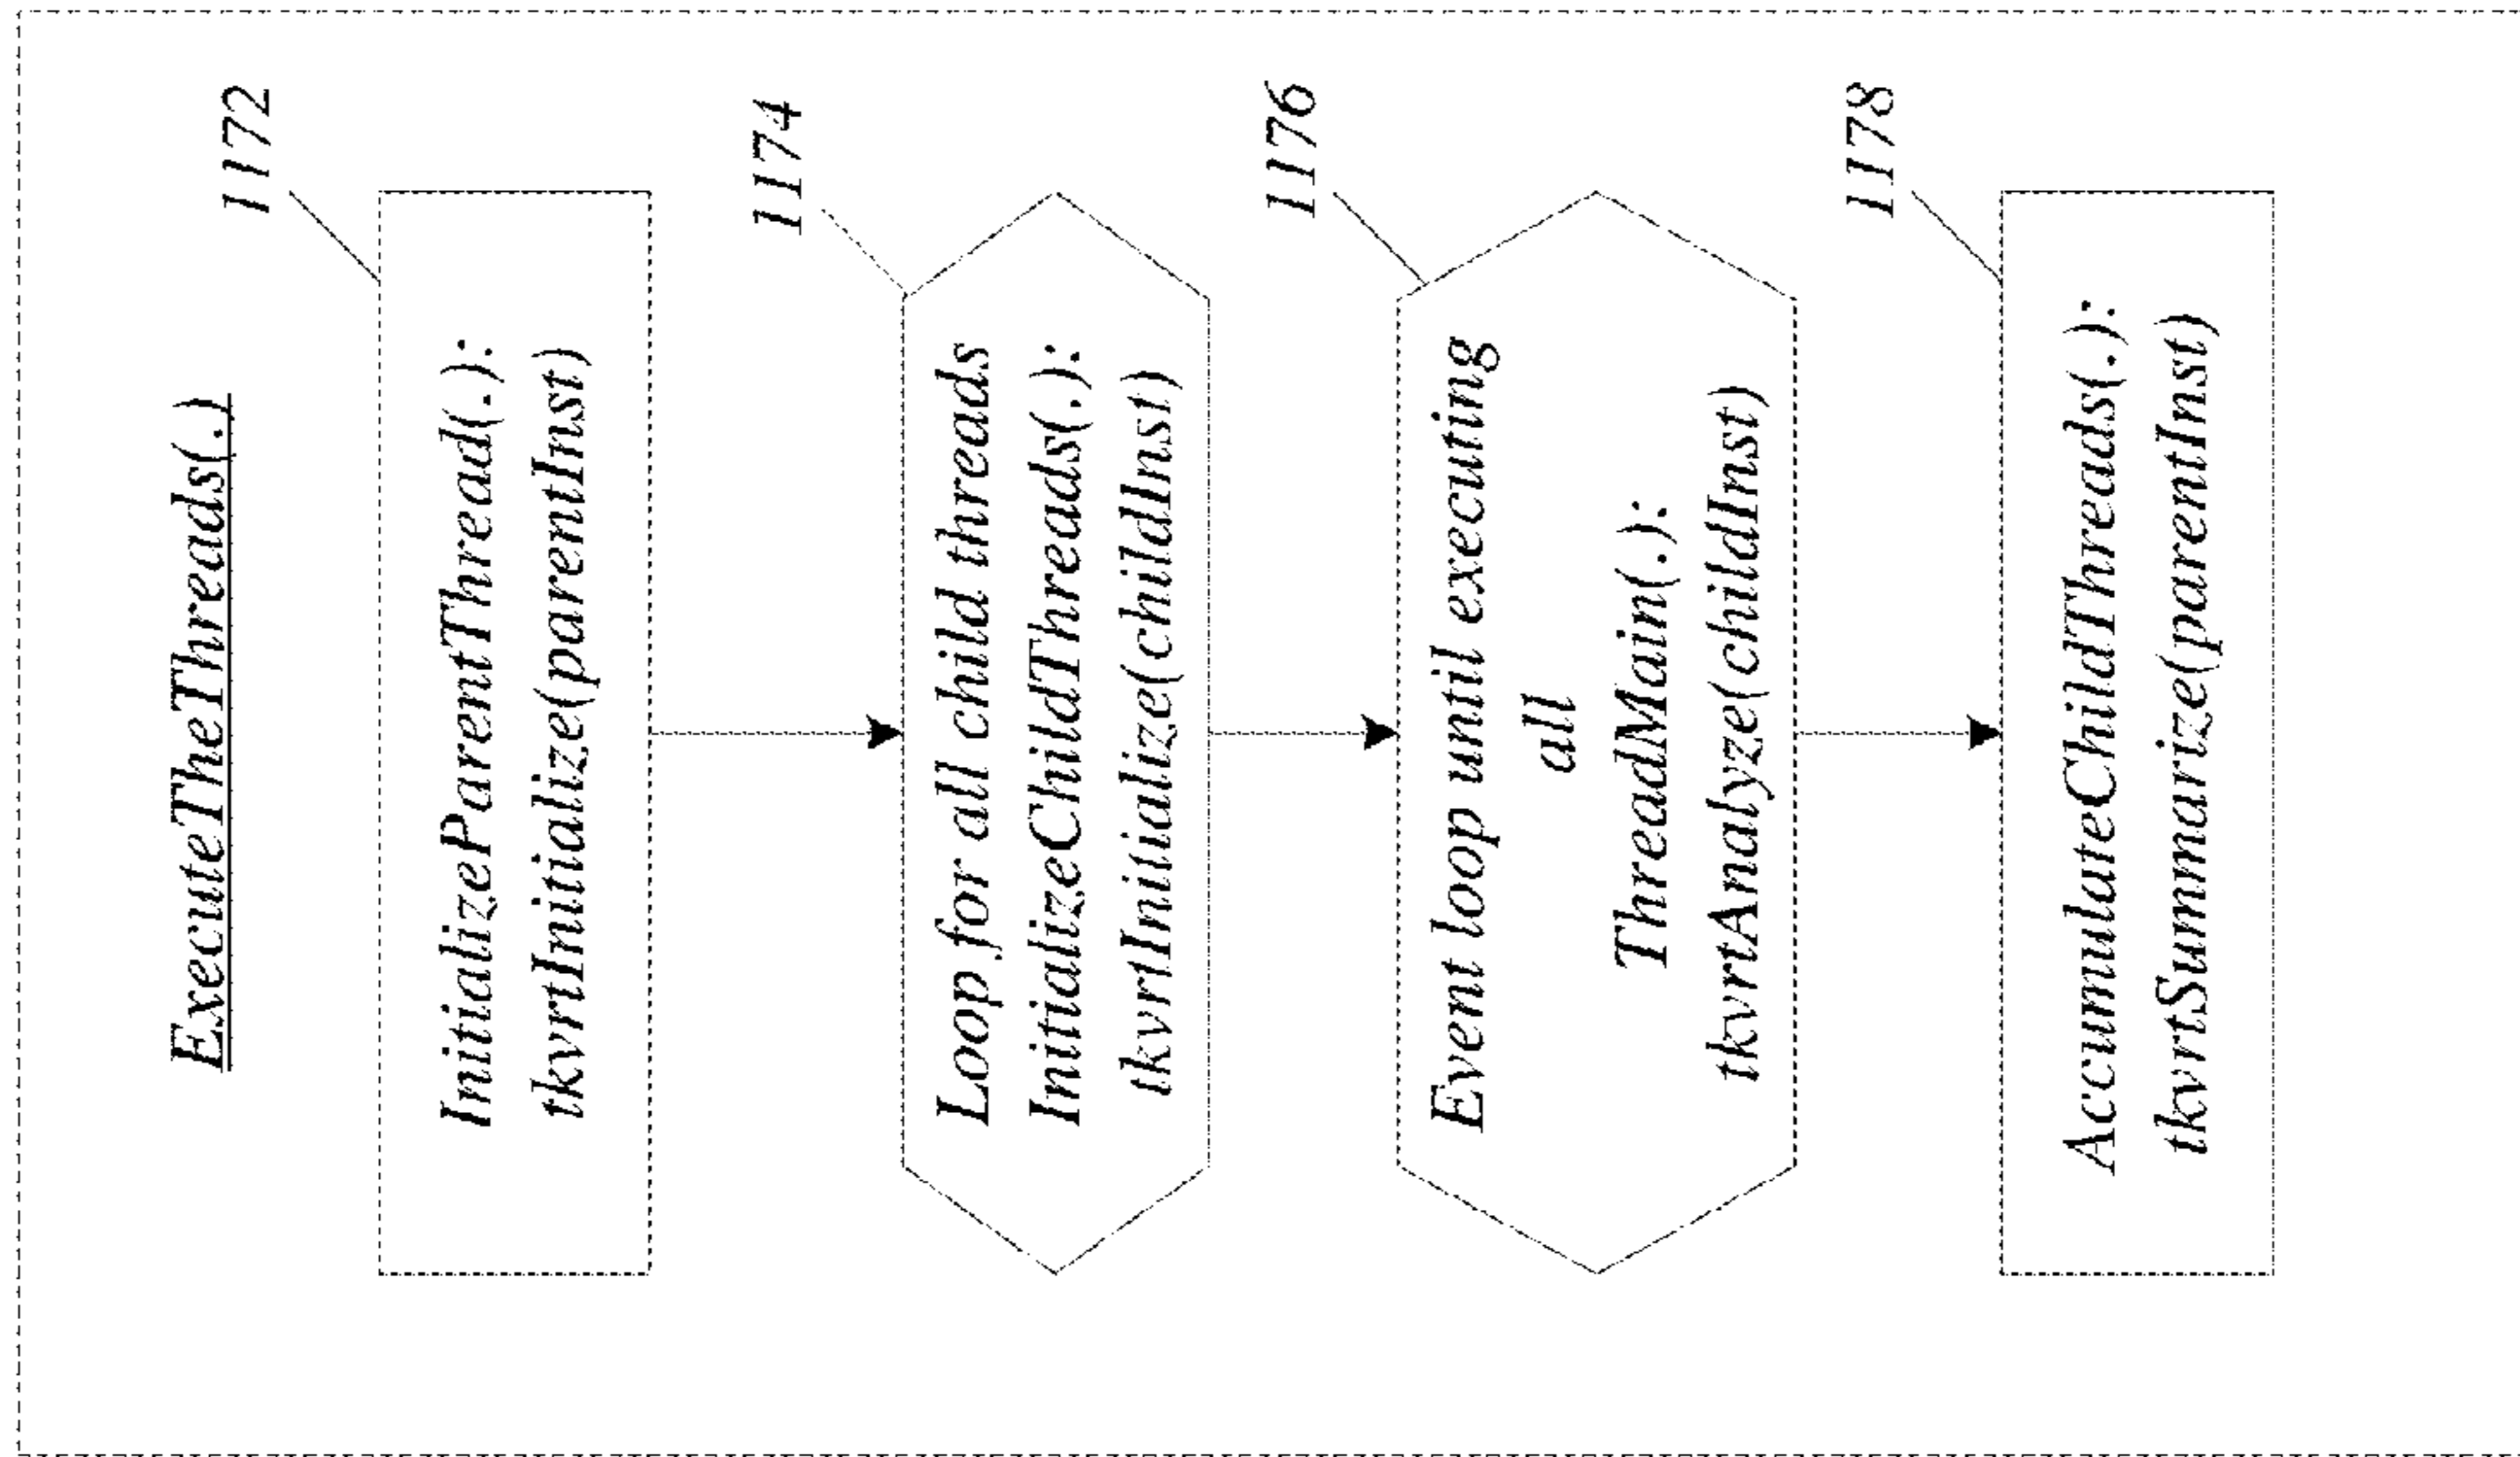 ExecuteTheThreads(.)
1172
InitializeParentThread(.):
tkvrtInitialize(parentInst)
1174
Loop for all child threads
InitializeChildThreads(.):
tkvrtInitialize(childInst)
1176
Event loop until executing
all
ThreadMain(.):
tkvrtAnalyze(childInst)
1178
AccumulateChildThreads(.):
tkvrtSummarize(parentInst)